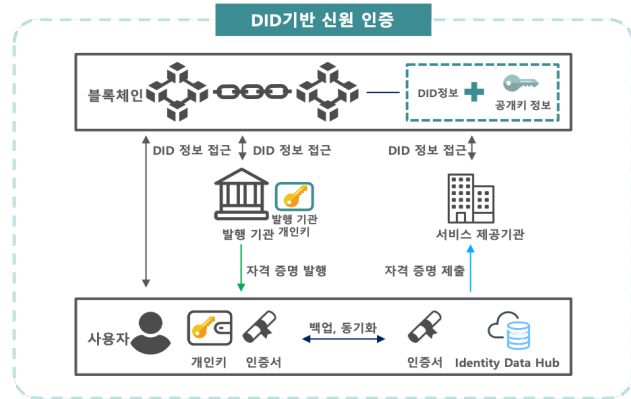 DID기반 신원 인증
블록체인
DID정보
공개키 정보
DID 정보 접근 DID 정보 접근 DID 정보 접근
발행 기관
개인키
발행 기관
서비스 제공기관
자격 증명 발행 자격 증명 제출
사용자
백업, 동기화
개인키 인증서 인증서 Identity Data Hub